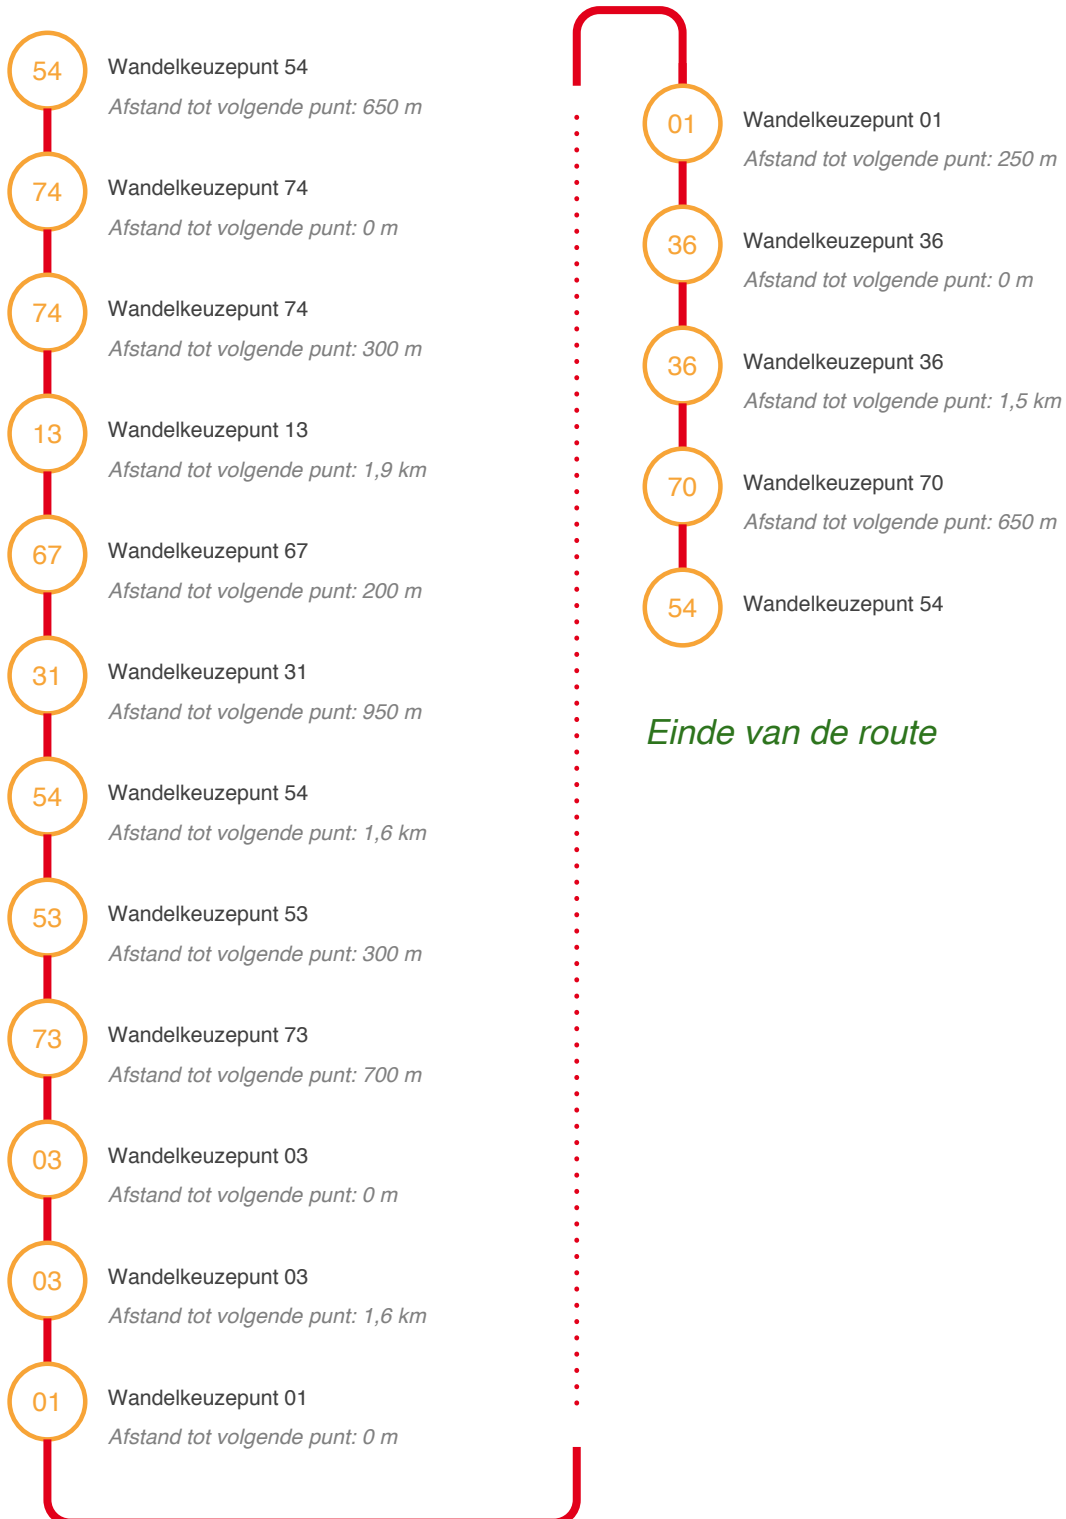 54
Wandelkeuzepunt 54
Afstand tot volgende punt: 650 m
74
Wandelkeuzepunt 74
Afstand tot volgende punt: 0 m
74
Wandelkeuzepunt 74
Afstand tot volgende punt: 300 m
13
Wandelkeuzepunt 13
Afstand tot volgende punt: 1,9 km
67
Wandelkeuzepunt 67
Afstand tot volgende punt: 200 m
31
Wandelkeuzepunt 31
Afstand tot volgende punt: 950 m
54
Wandelkeuzepunt 54
Afstand tot volgende punt: 1,6 km
53
Wandelkeuzepunt 53
Afstand tot volgende punt: 300 m
73
Wandelkeuzepunt 73
Afstand tot volgende punt: 700 m
03
Wandelkeuzepunt 03
Afstand tot volgende punt: 0 m
03
Wandelkeuzepunt 03
Afstand tot volgende punt: 1,6 km
01
Wandelkeuzepunt 01
Afstand tot volgende punt: 0 m
01
Wandelkeuzepunt 01
Afstand tot volgende punt: 250 m
36
Wandelkeuzepunt 36
Afstand tot volgende punt: 0 m
36
Wandelkeuzepunt 36
Afstand tot volgende punt: 1,5 km
70
Wandelkeuzepunt 70
Afstand tot volgende punt: 650 m
54
Wandelkeuzepunt 54
Einde van de route